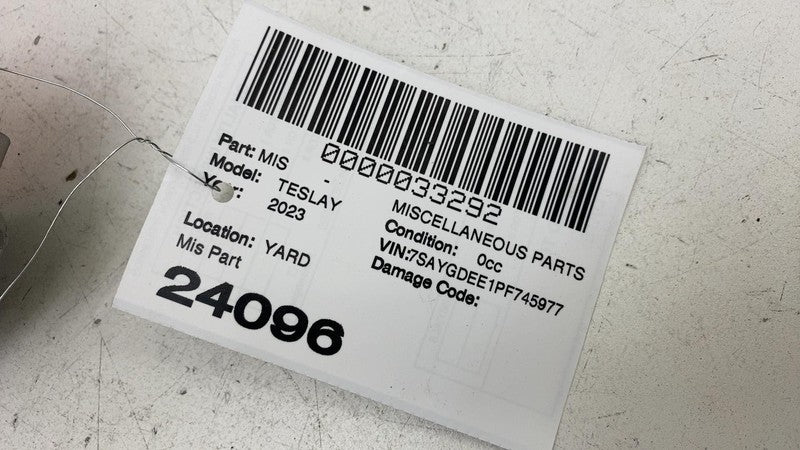 0000033292
Part: MIS - MISCELLANEOUS PARTS
Model: TESLAY Condition: 0cc
Year: 2023 VIN:7SAYGDEE1PF745977
Damage Code:
Location: YARD
Mis Part
24096